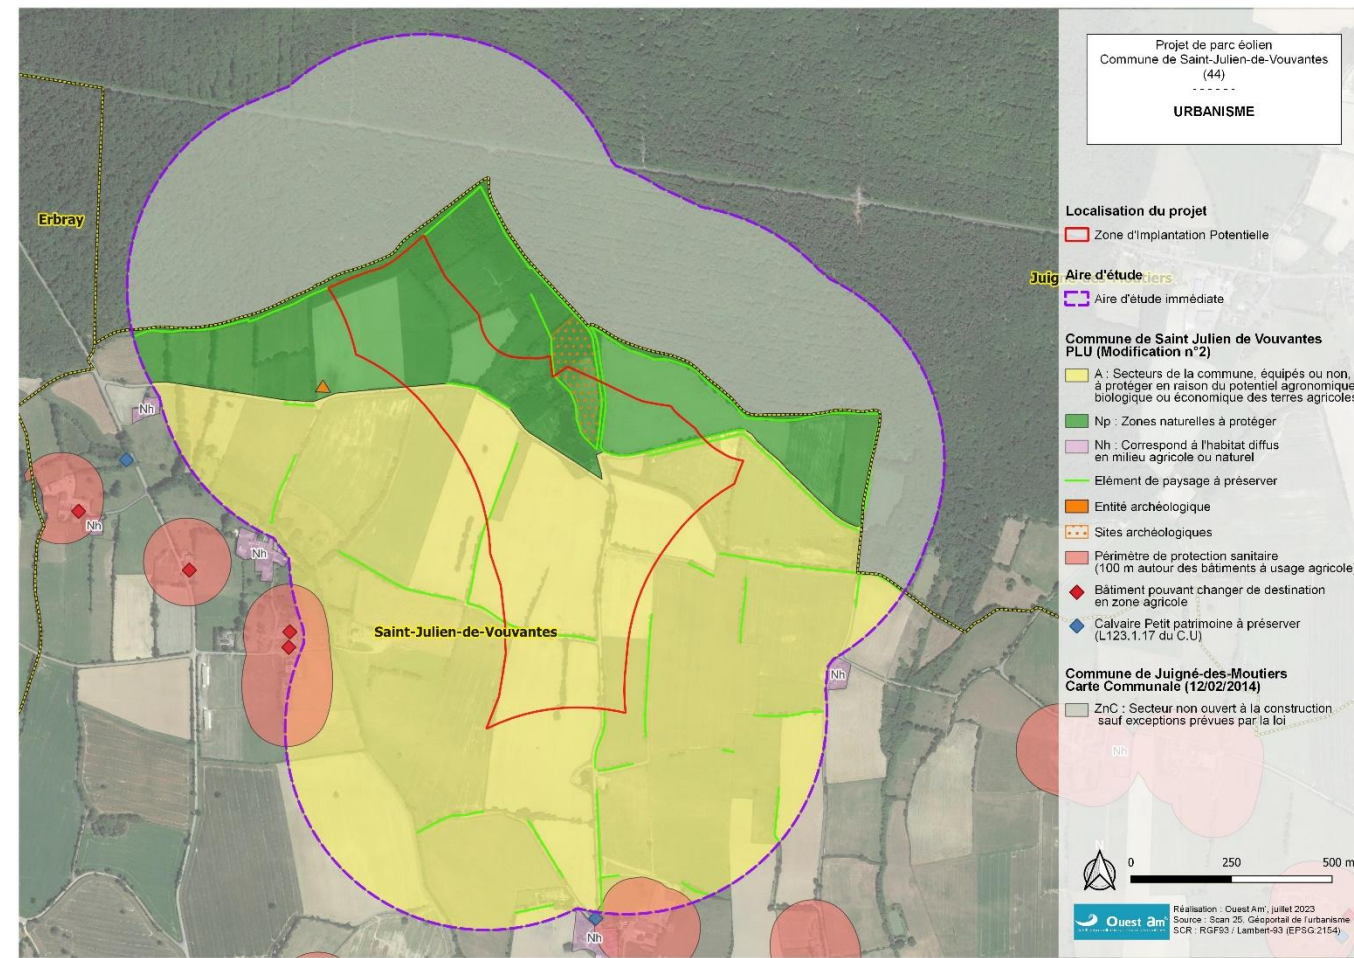 Projet de parc éolien
Commune de Saint-Julien-de-Vouvantes
(44)
- - - - - -
URBANISME
Localisation du projet
Zone d'Implantation Potentielle
Aire d'étude
Aire d'étude immédiate
Commune de Saint Julien de Vouvantes
PLU (Modification n°2)
A : Secteurs de la commune, équipés ou non,
à protéger en raison du potentiel agronomique
biologique ou économique des terres agricoles
Np : Zones naturelles à protéger
Nh : Correspond à l'habitat diffus
en milieu agricole ou naturel
Elément de paysage à préserver
Entité archéologique
Sites archéologiques
Périmètre de protection sanitaire
(100 m autour des bâtiments à usage agricole
Bâtiment pouvant changer de destination
en zone agricole
Calvaire Petit patrimoine à préserver
(L123.1.17 du C.U)
Commune de Juigné-des-Moutiers
Carte Communale (12/02/2014)
ZnC : Secteur non ouvert à la construction
sauf exceptions prévues par la loi
N
0 250 500 m
Ouest am'
Réalisation : Ouest Am', juillet 2023
Source : Scan 25, Géoportail de l'urbanisme
SCR : RGF93 / Lambert-93 (EPSG:2154)
Erbray
Saint-Julien-de-Vouvantes
Nh
Nh
Nh
Nh
Nh
Nh